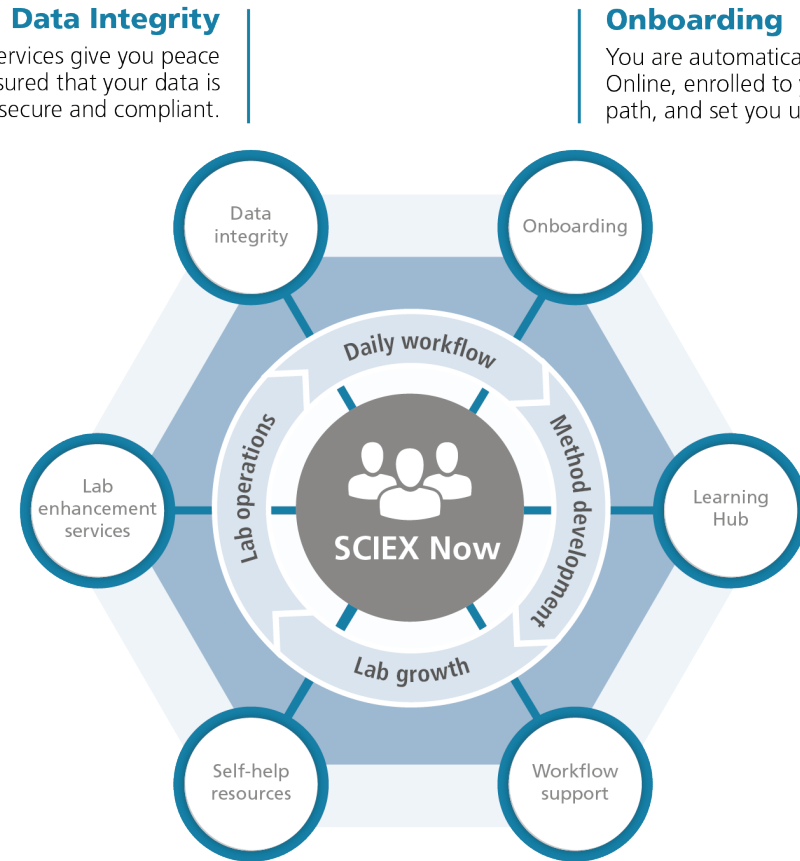 Data Integrity
ervices give you peace
sured that your data is
secure and compliant.
Onboarding
You are automatica
Online, enrolled to y
path, and set you u
Data
integrity
Onboarding
Daily workflow
Lab operations
Method development
Lab
enhancement
services
SCIEX Now
Learning
Hub
Lab growth
Self-help
resources
Workflow
support